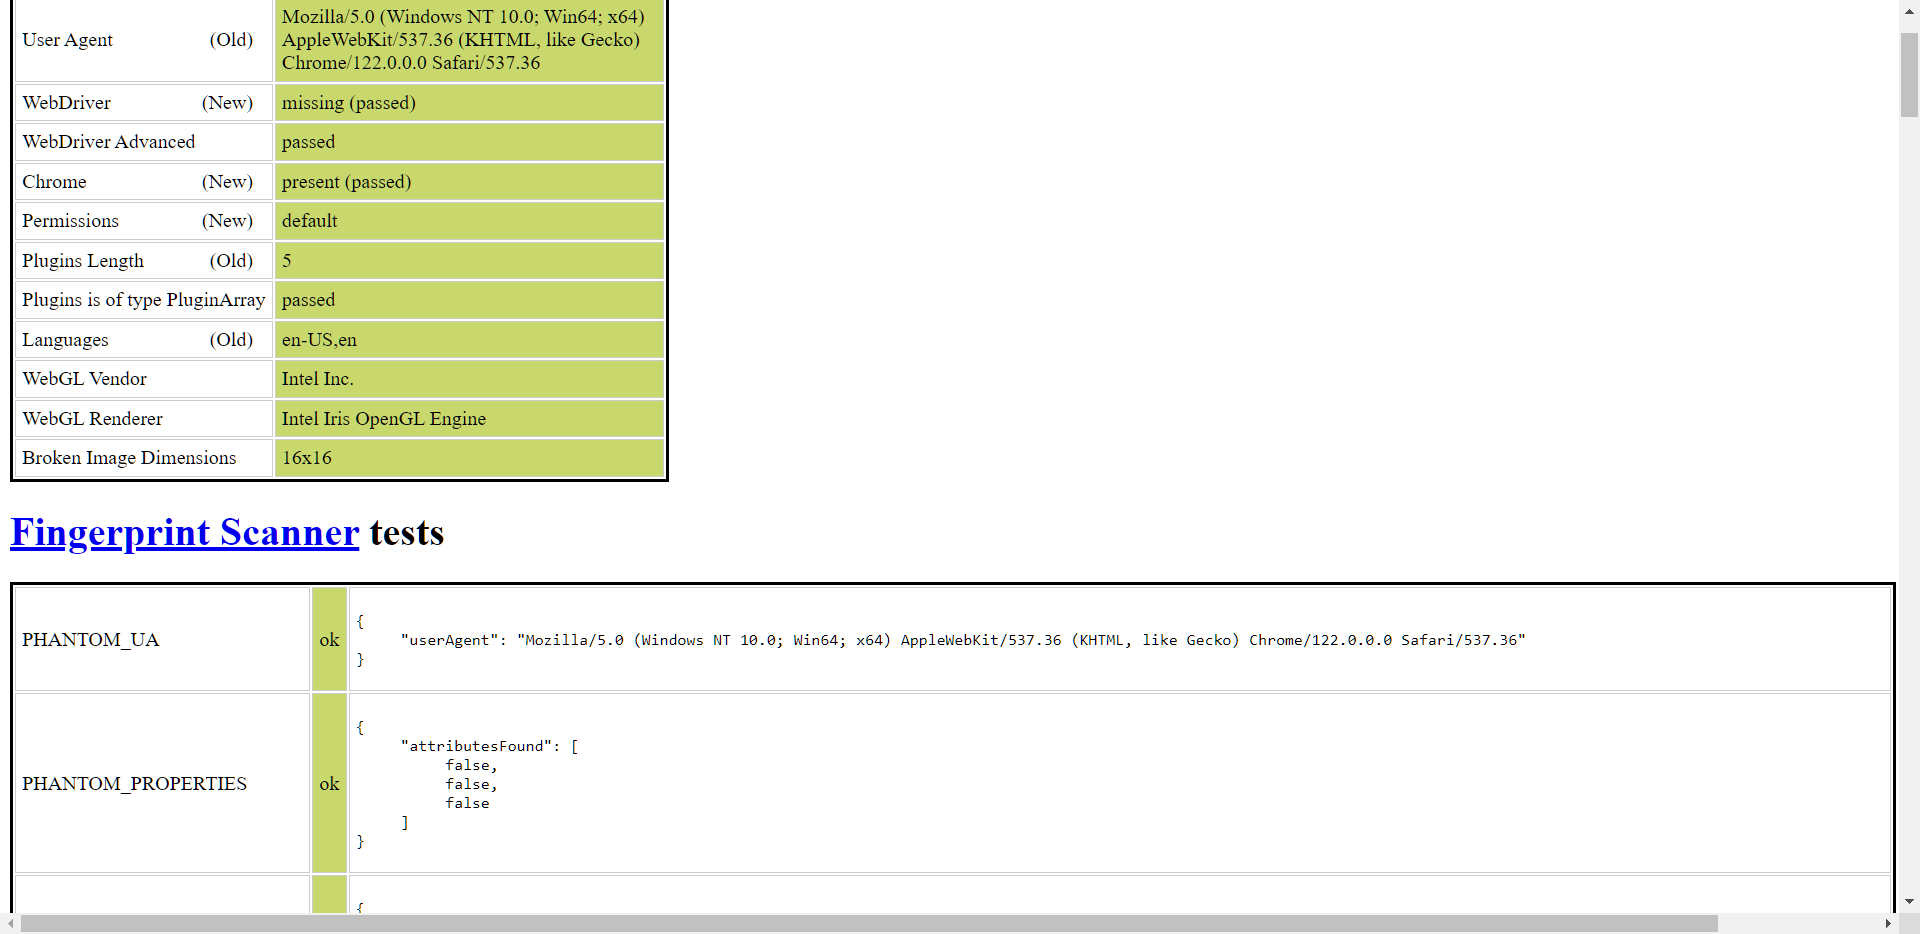 User Agent (Old) Mozilla/5.0 (Windows NT 10.0; Win64; x64)
AppleWebKit/537.36 (KHTML, like Gecko)
Chrome/122.0.0.0 Safari/537.36
WebDriver (New) missing (passed)
WebDriver Advanced passed
Chrome (New) present (passed)
Permissions (New) default
Plugins Length (Old) 5
Plugins is of type PluginArray passed
Languages (Old) en-US,en
WebGL Vendor Intel Inc.
WebGL Renderer Intel Iris OpenGL Engine
Broken Image Dimensions 16x16
Fingerprint Scanner tests
PHANTOM_UA ok
{
"userAgent": "Mozilla/5.0 (Windows NT 10.0; Win64; x64) AppleWebKit/537.36 (KHTML, like Gecko) Chrome/122.0.0.0 Safari/537.36"
}
PHANTOM_PROPERTIES ok
{
"attributesFound": [
false,
false,
false
]
}
{